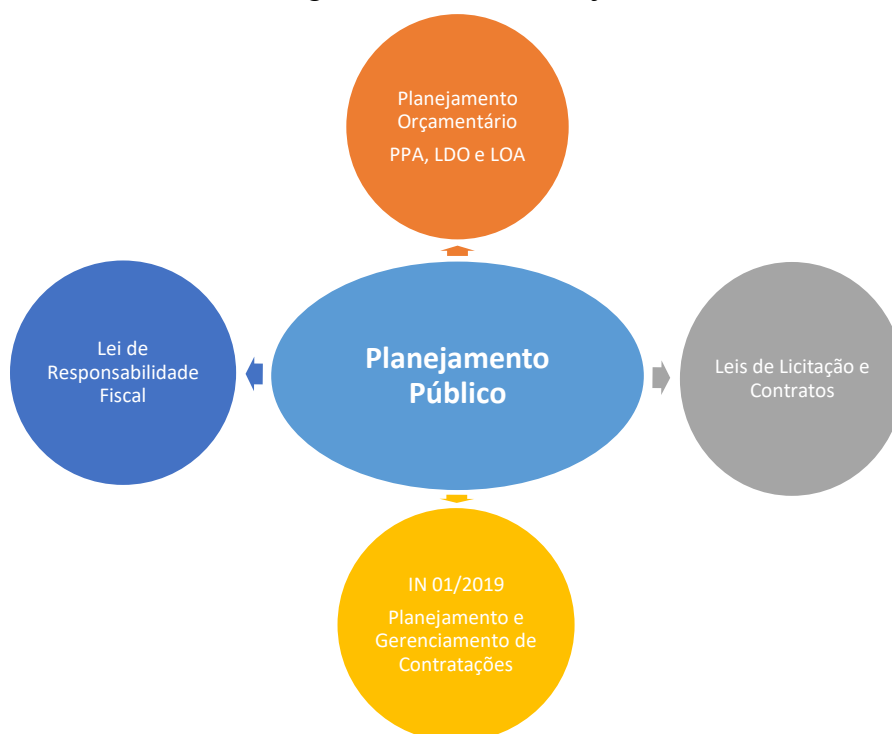 Planejamento
Orçamentário
PPA, LDO e LOA
Lei de
Responsabilidade
Fiscal
Planejamento
Público
Leis de Licitação e
Contratos
IN 01/2019
Planejamento e
Gerenciamento de
Contratações